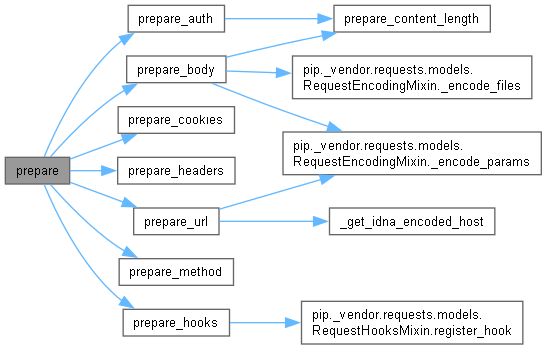 prepare
prepare_auth
prepare_body
prepare_cookies
prepare_headers
prepare_url
prepare_method
prepare_hooks
prepare_content_length
pip._vendor.requests.models.
RequestEncodingMixin._encode_files
pip._vendor.requests.models.
RequestEncodingMixin._encode_params
_get_idna_encoded_host
pip._vendor.requests.models.
RequestHooksMixin.register_hook